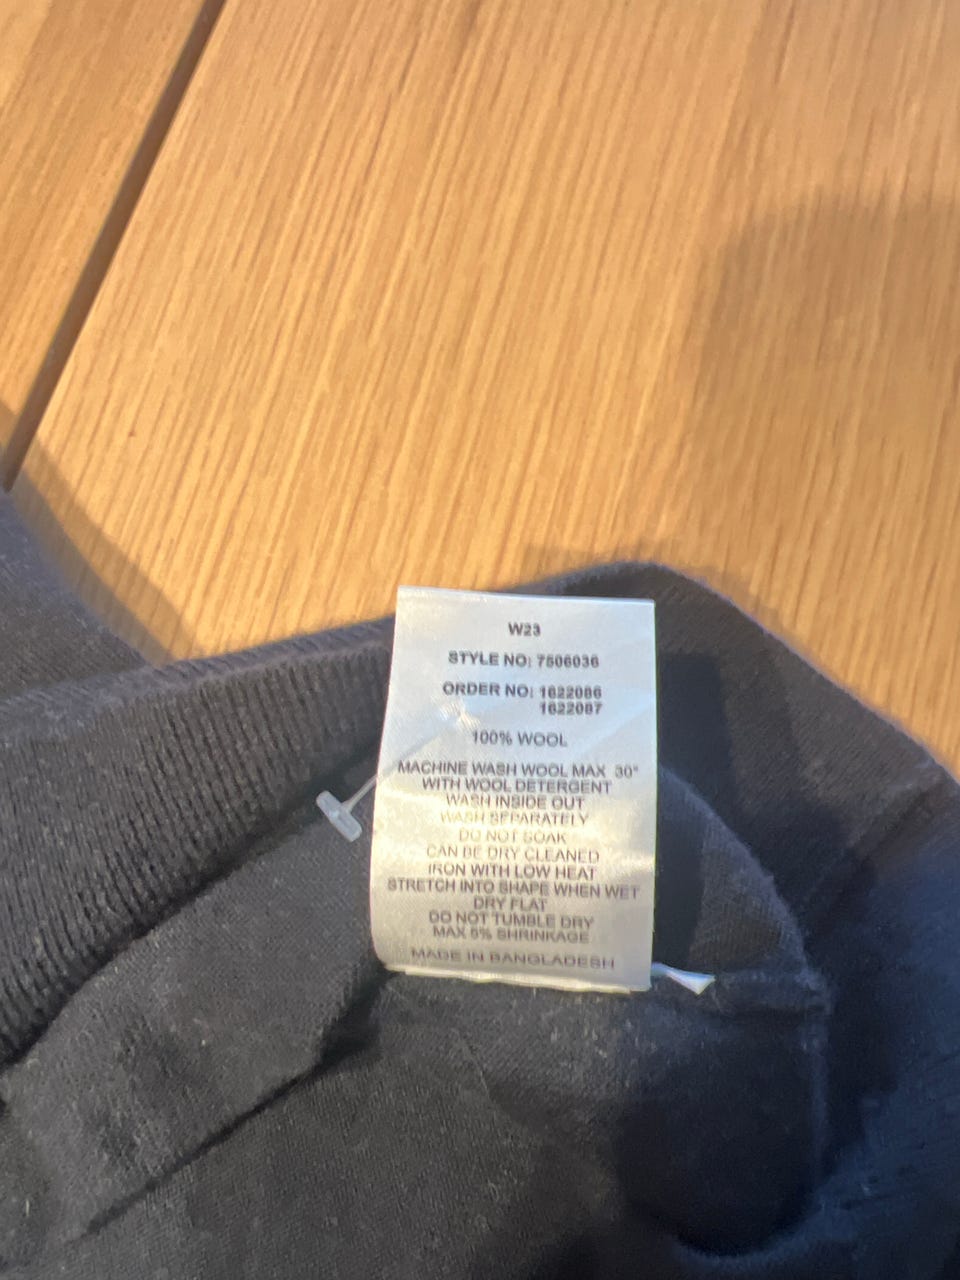 W23
STYLE NO: 7506036
ORDER NO: 1622086
1622087
100% WOOL
MACHINE WASH WOOL MAX 30°
WITH WOOL DETERGENT
WASH INSIDE OUT
WASH SEPARATELY
DO NOT SOAK
CAN BE DRY CLEANED
IRON WITH LOW HEAT
STRETCH INTO SHAPE WHEN WET
DRY FLAT
DO NOT TUMBLE DRY
MAX 5% SHRINKAGE
MADE IN BANGLADESH